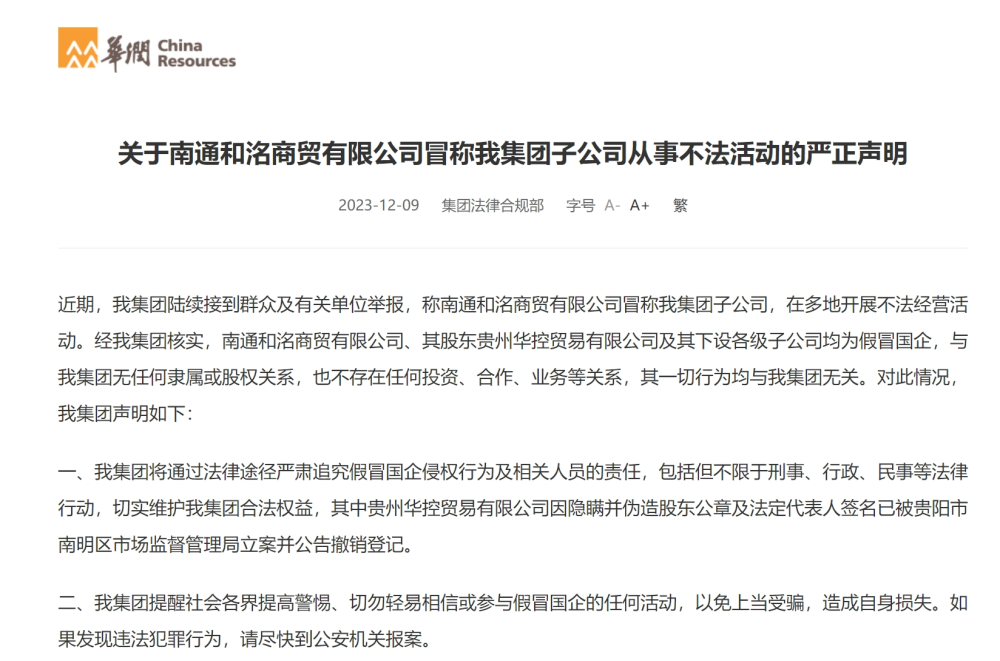 華潤 China
Resources
关于南通和洺商贸有限公司冒称我集团子公司从事不法活动的严正声明
2023-12-09 集团法律合规部 字号 A- A+ 繁
近期，我集团陆续接到群众及有关单位举报，称南通和洺商贸有限公司冒称我集团子公司，在多地开展不法经营活
动。经我集团核实，南通和洺商贸有限公司、其股东贵州华控贸易有限公司及其下设各级子公司均为假冒国企，与
我集团无任何隶属或股权关系，也不存在任何投资、合作、业务等关系，其一切行为均与我集团无关。对此情况，
我集团声明如下：
一、我集团将通过法律途径严肃追究假冒国企侵权行为及相关人员的责任，包括但不限于刑事、行政、民事等法律
行动，切实维护我集团合法权益，其中贵州华控贸易有限公司因隐瞒并伪造股东公章及法定代表人签名已被贵阳市
南明区市场监督管理局立案并公告撤销登记。
二、我集团提醒社会各界提高警惕、切勿轻易相信或参与假冒国企的任何活动，以免上当受骗，造成自身损失。如
果发现违法犯罪行为，请尽快到公安机关报案。